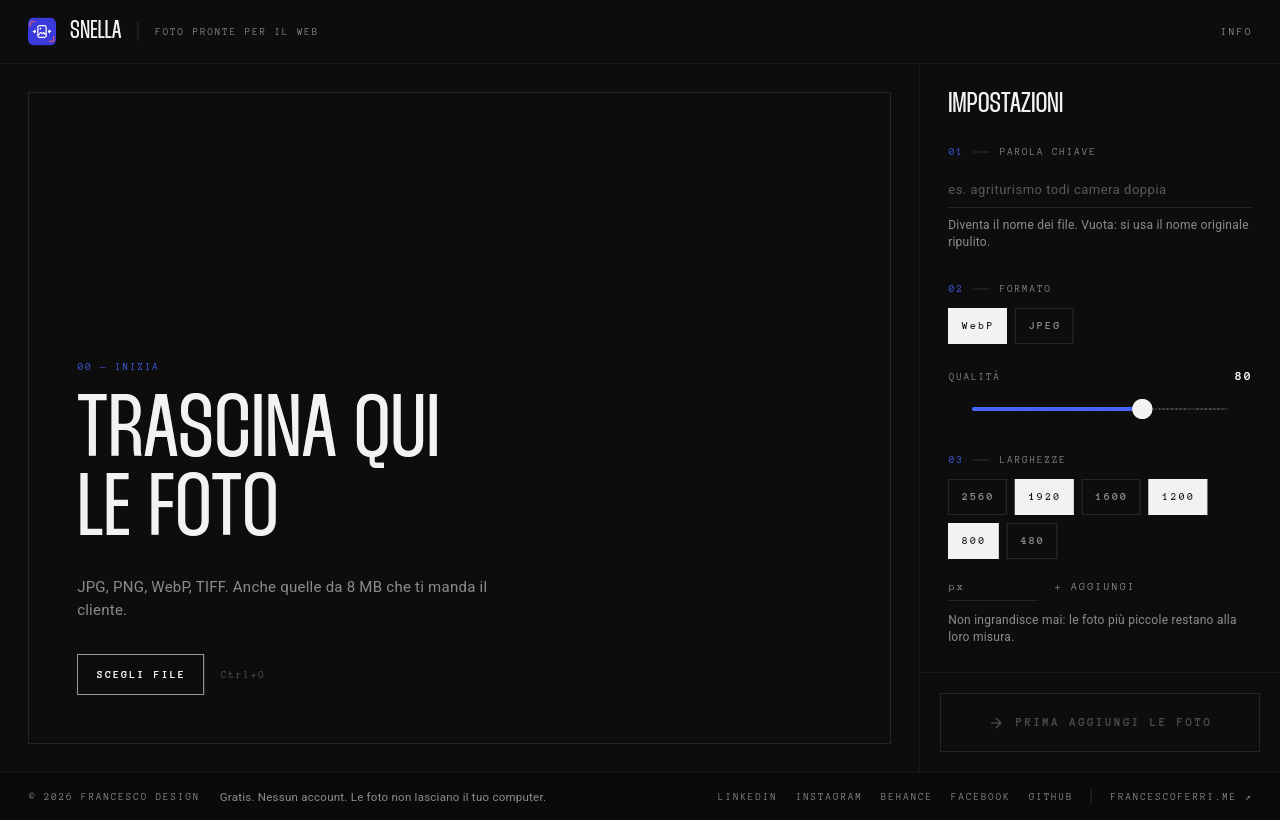 SNELLA
FOTO PRONTE PER IL WEB
INFO
00 — INIZIA
TRASCINA QUI
LE FOTO
JPG, PNG, WebP, TIFF. Anche quelle da 8 MB che ti manda il
cliente.
SCEGLI FILE
Ctrl+O
IMPOSTAZIONI
01 — PAROLA CHIAVE
es. agriturismo todi camera doppia
Diventa il nome dei file. Vuota: si usa il nome originale
ripulito.
02 — FORMATO
WebP JPEG
QUALITÀ 80
03 — LARGHEZZE
2560 1920 1600 1200
800 480
px + AGGIUNGI
Non ingrandisce mai: le foto più piccole restano alla
loro misura.
→ PRIMA AGGIUNGI LE FOTO
© 2026 FRANCESCO DESIGN Gratis. Nessun account. Le foto non lasciano il tuo computer. LINKEDIN INSTAGRAM BEHANCE FACEBOOK GITHUB FRANCESCOFERRI.ME ↗